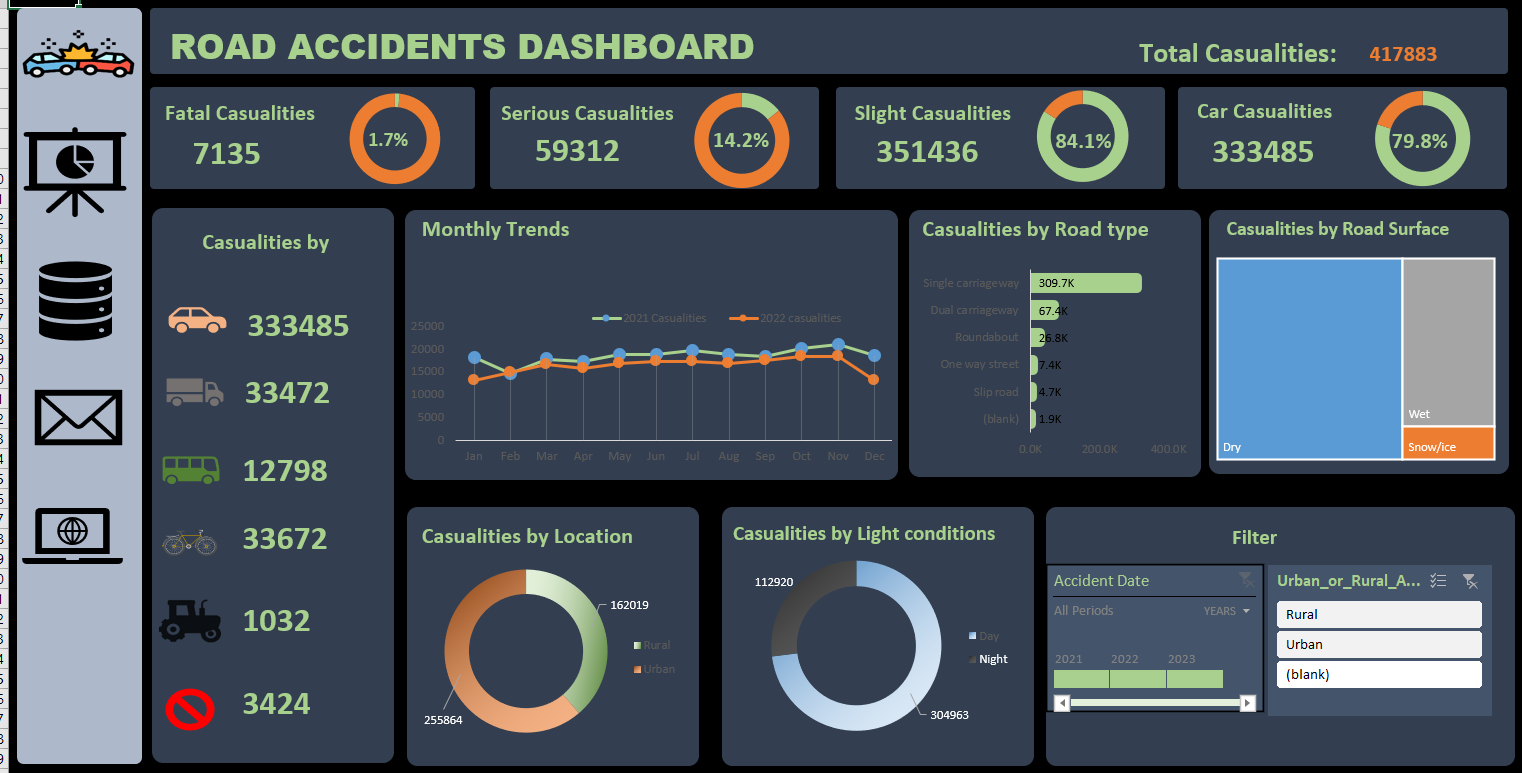 ROAD ACCIDENTS DASHBOARD
Total Casualities: 417883
Fatal Casualities
7135
1.7%
Serious Casualities
59312
14.2%
Slight Casualities
351436
84.1%
Car Casualities
333485
79.8%
Casualities by
333485
33472
12798
33672
1032
3424
Monthly Trends
2021 Casualities
2022 casualities
25000
20000
15000
10000
5000
0
Jan Feb Mar Apr May Jun Jul Aug Sep Oct Nov Dec
Casualities by Road type
Single carriageway 309.7K
Dual carriageway 67.4K
Roundabout 26.8K
One way street 7.4K
Slip road 4.7K
(blank) 1.9K
0.0K 200.0K 400.0K
Casualities by Road Surface
Dry
Wet
Snow/ice
Casualities by Location
162019
Rural
Urban
255864
Casualities by Light conditions
112920
Day
Night
304963
Filter
Accident Date
All Periods YEARS
2021 2022 2023
Urban_or_Rural_A...
Rural
Urban
(blank)